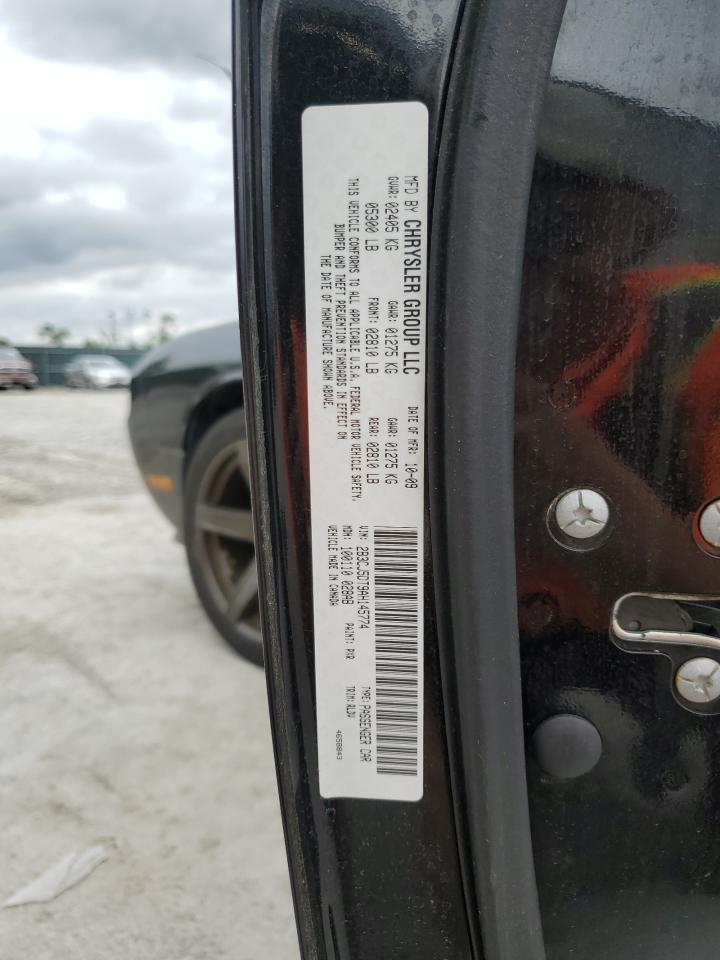 MFD BY CHRYSLER GROUP LLC DATE OF MFR: 10-09
GVWR: 02405 KG GAWR: 01275 KG GAWR: 01275 KG
05300 LB FRONT: 02810 LB REAR: 02810 LB
THIS VEHICLE CONFORMS TO ALL APPLICABLE U.S.A. FEDERAL MOTOR VEHICLE SAFETY,
BUMPER AND THEFT PREVENTION STANDARDS IN EFFECT ON
THE DATE OF MANUFACTURE SHOWN ABOVE.
VIN: 2B3CJ5DT9AH145774 TYPE: PASSENGER CAR
MDH: 100110 028AB PAINT: PXR TRIM: RLDV
VEHICLE MADE IN CANADA 4658843